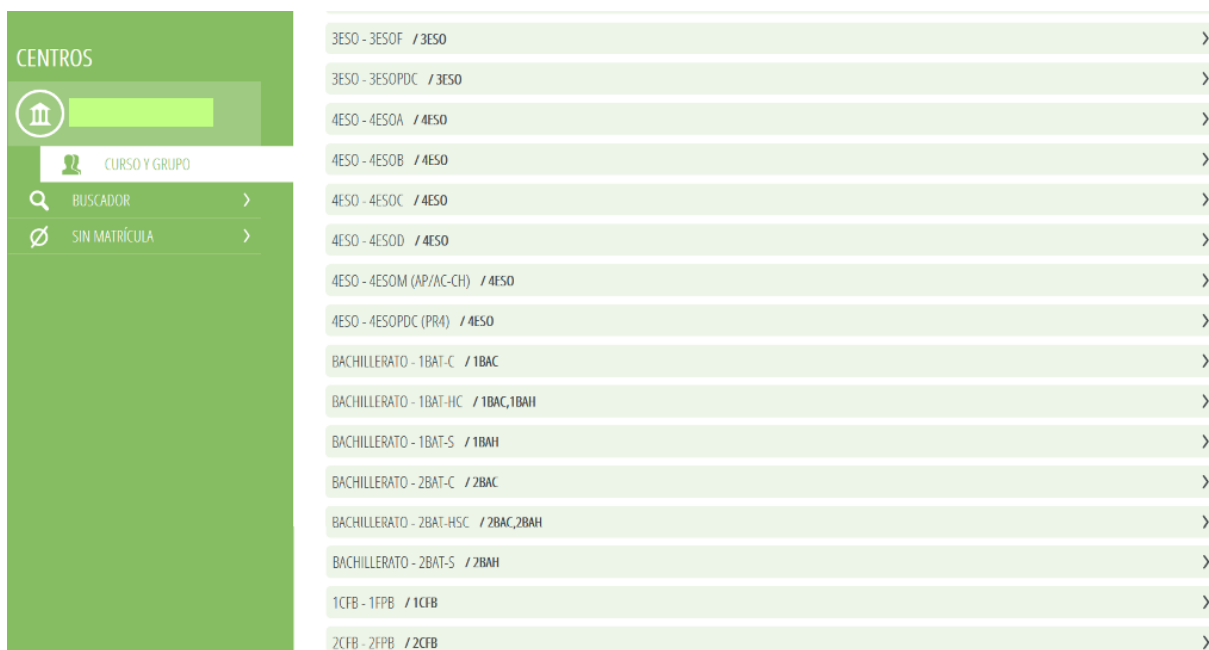 CENTROS
CURSO Y GRUPO
BUSCADOR
SIN MATRÍCULA
3ESO - 3ESOF / 3ESO
3ESO - 3ESOPDC / 3ESO
4ESO - 4ESOA / 4ESO
4ESO - 4ESOB / 4ESO
4ESO - 4ESOC / 4ESO
4ESO - 4ESOD / 4ESO
4ESO - 4ESOM (AP/AC-CH) / 4ESO
4ESO - 4ESOPDC (PR4) / 4ESO
BACHILLERATO - 1BAT-C / 1BAC
BACHILLERATO - 1BAT-HC / 1BAC,1BAH
BACHILLERATO - 1BAT-S / 1BAH
BACHILLERATO - 2BAT-C / 2BAC
BACHILLERATO - 2BAT-HSC / 2BAC,2BAH
BACHILLERATO - 2BAT-S / 2BAH
1CFB - 1FPB / 1CFB
2CFB - 2FPB / 2CFB